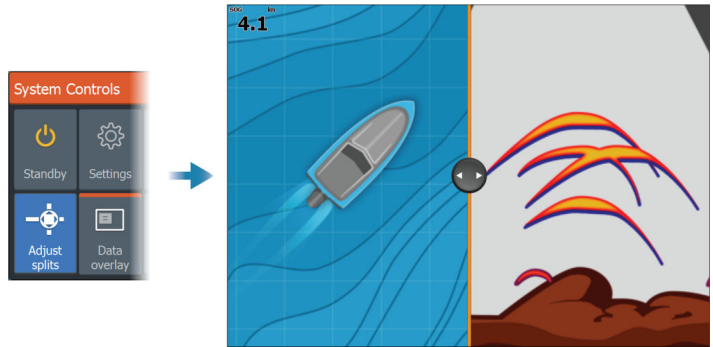 System Controls
Standby
Settings
Adjust
splits
Data
overlay
SOG kn
4.1